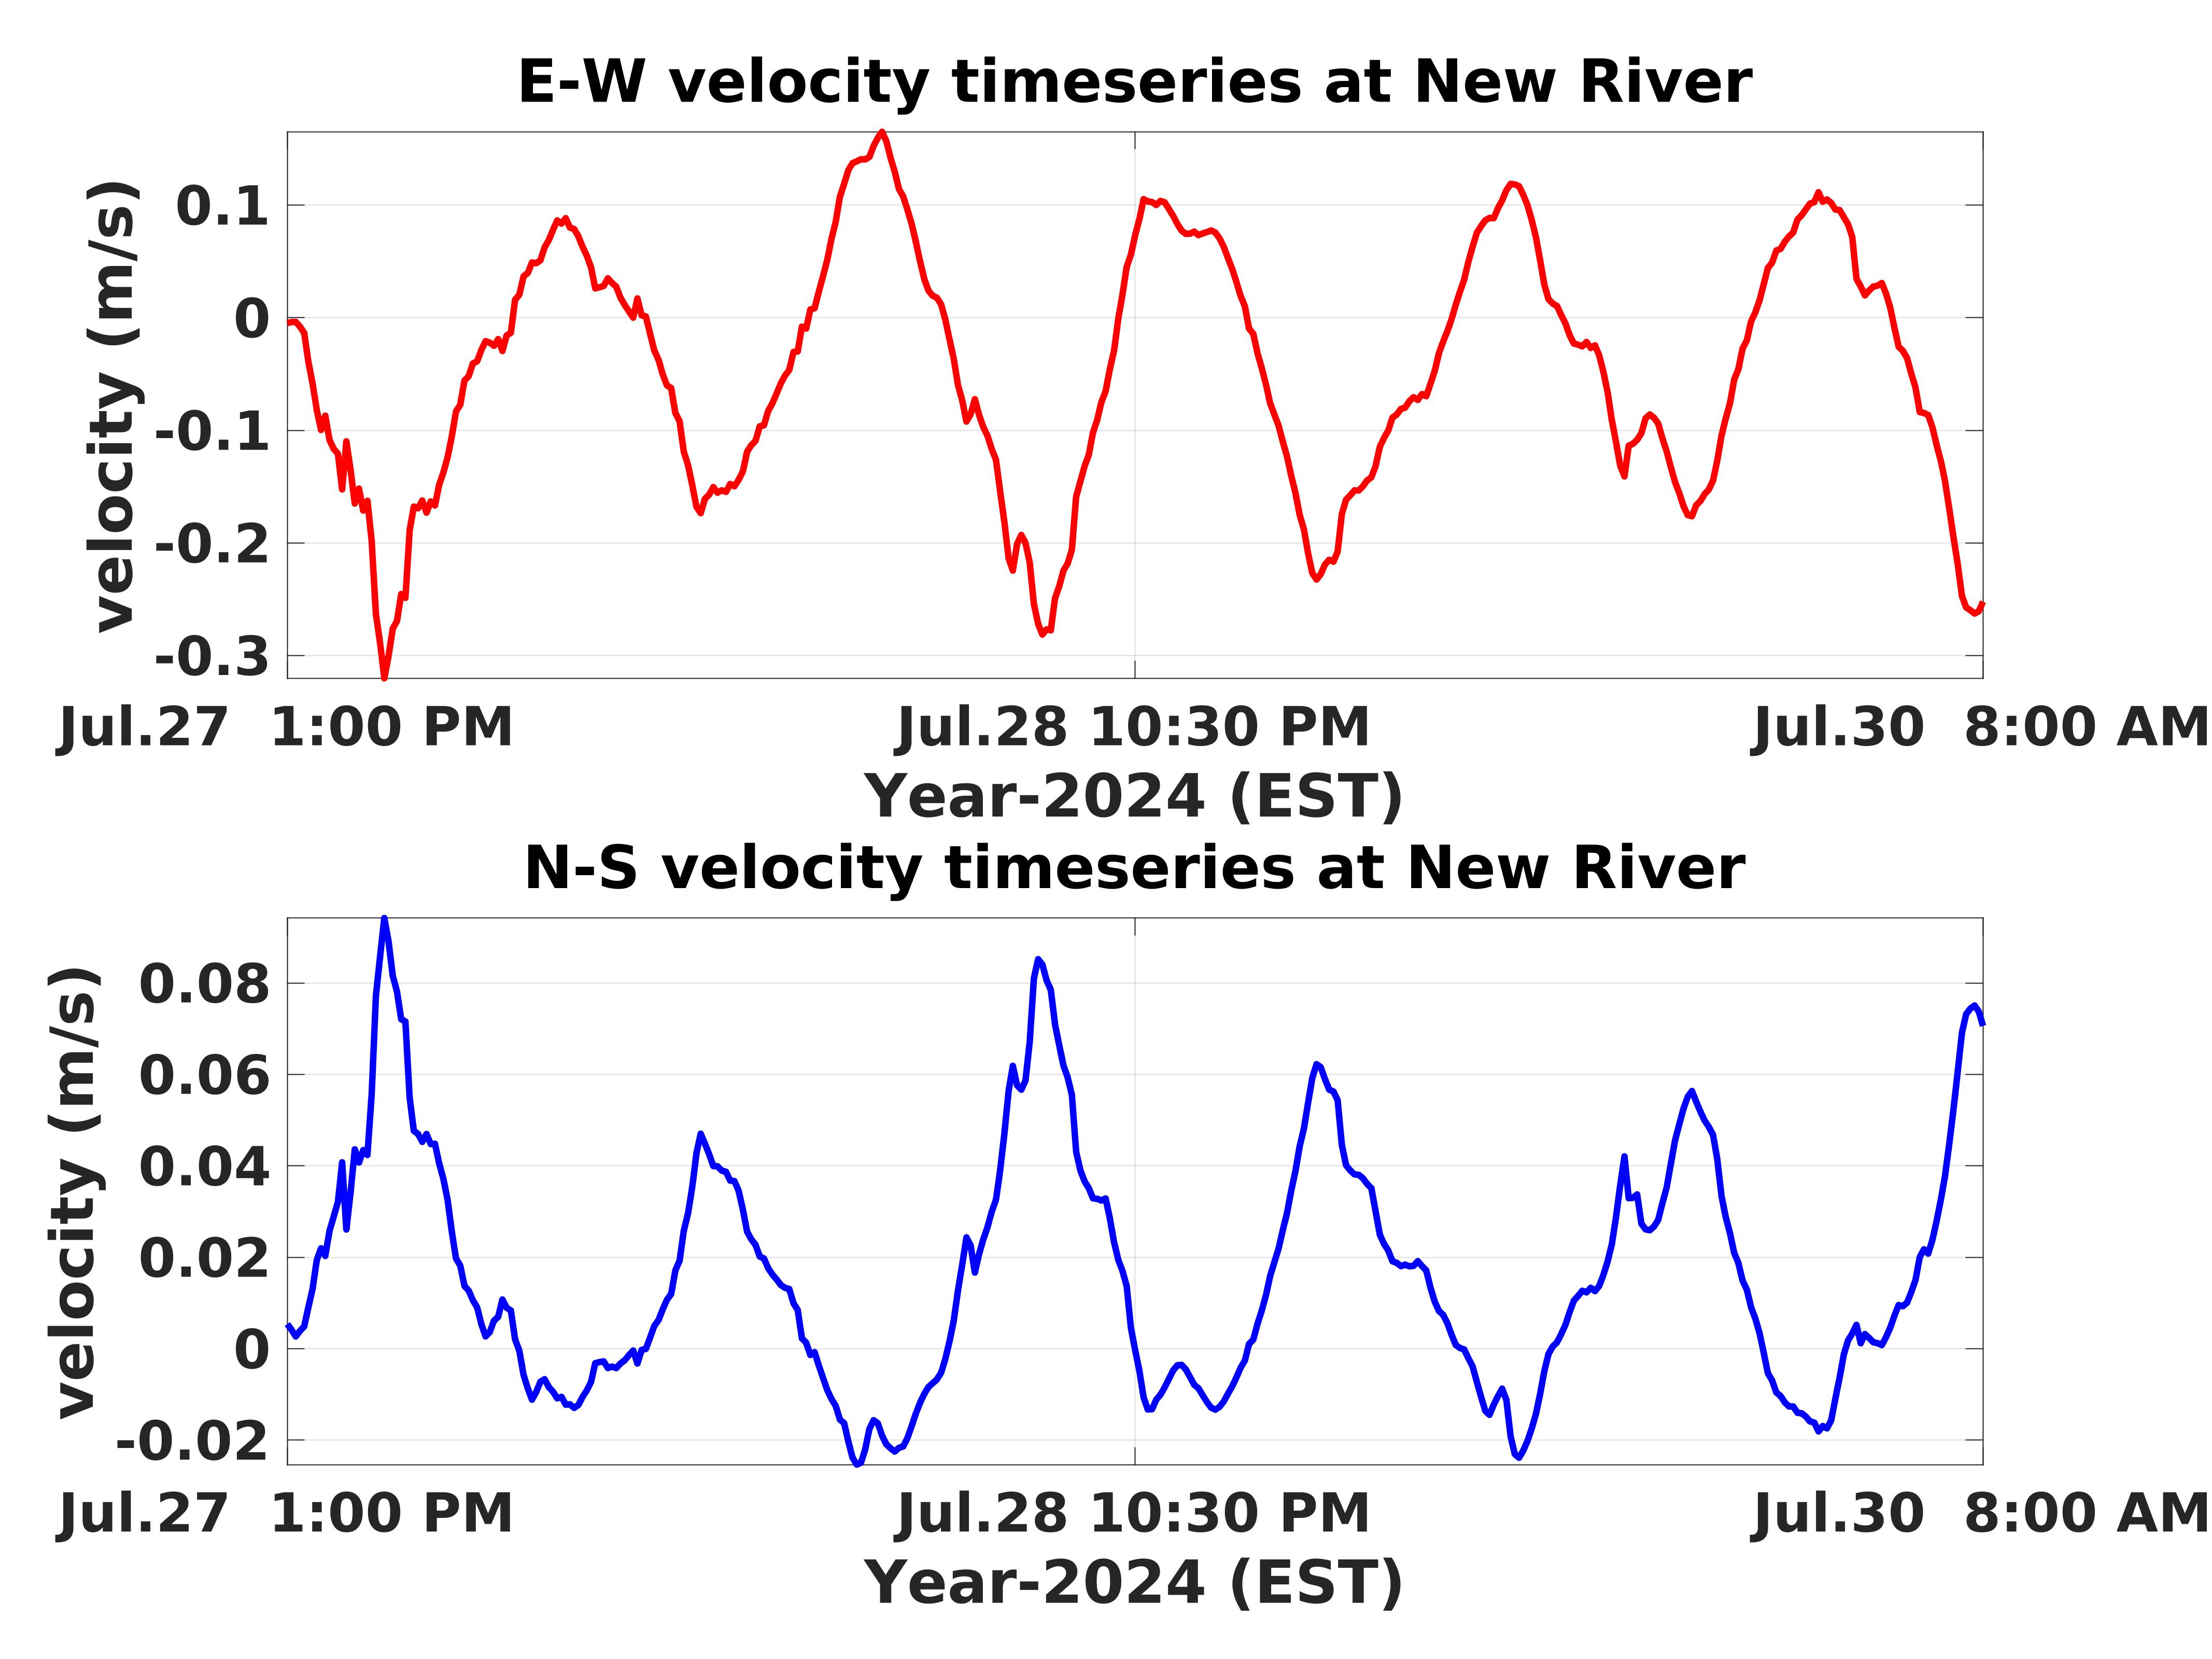 E-W velocity timeseries at New River
velocity (m/s)
0.1
0
-0.1
-0.2
-0.3
Jul.27  1:00 PM
Jul.28 10:30 PM
Jul.30  8:00 AM
Year-2024 (EST)
N-S velocity timeseries at New River
velocity (m/s)
0.08
0.06
0.04
0.02
0
-0.02
Jul.27  1:00 PM
Jul.28 10:30 PM
Jul.30  8:00 AM
Year-2024 (EST)